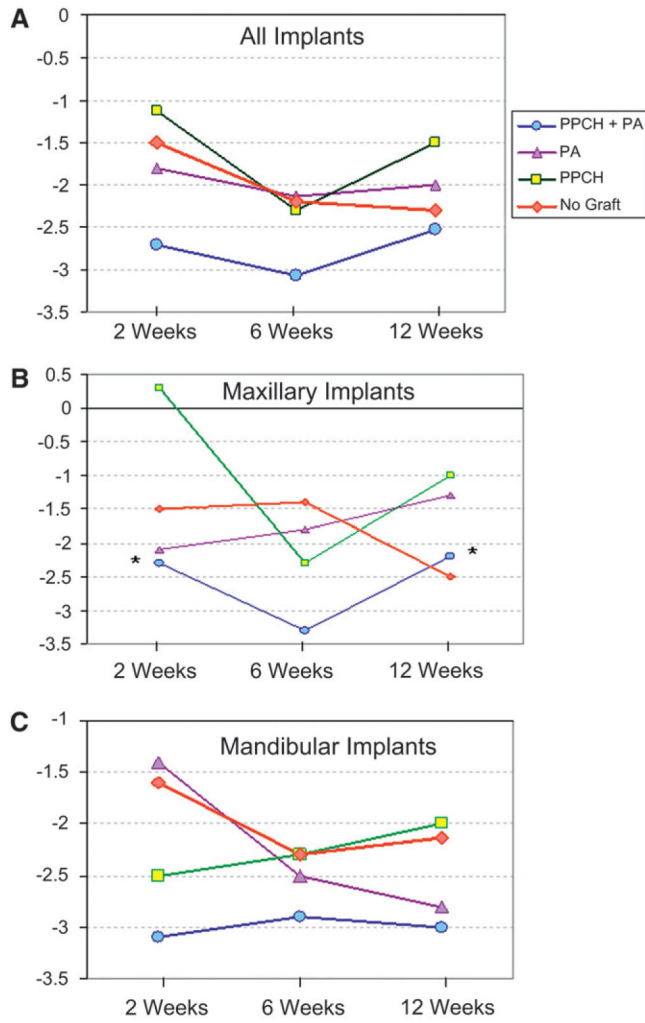 A
0
All Implants
-0.5
-1
-1.5
-2
-2.5
-3
-3.5
2 Weeks 6 Weeks 12 Weeks
PPCH + PA
PA
PPCH
No Graft
B
0.5
Maxillary Implants
0
-0.5
-1
-1.5
-2
* *
-2.5
-3
-3.5
2 Weeks 6 Weeks 12 Weeks
C
-1
Mandibular Implants
-1.5
-2
-2.5
-3
-3.5
2 Weeks 6 Weeks 12 Weeks